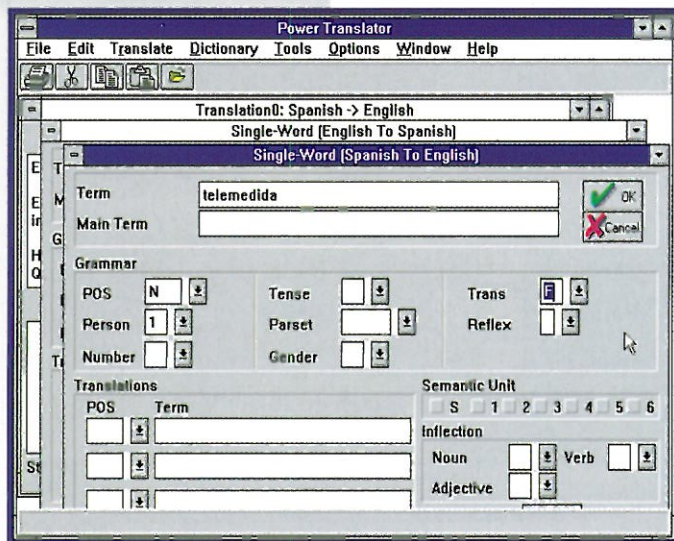 Power Translator
File Edit Translate Dictionary Tools Options Window Help
Translation0: Spanish -> English
Single-Word (English To Spanish)
Single-Word (Spanish To English)
Term telemedida OK
Main Term Cancel
Grammar
POS N Tense Trans F
Person 1 Parset Reflex
Number Gender
Translations Semantic Unit
POS Term S 1 2 3 4 5 6
Inflection
Noun Verb
Adjective